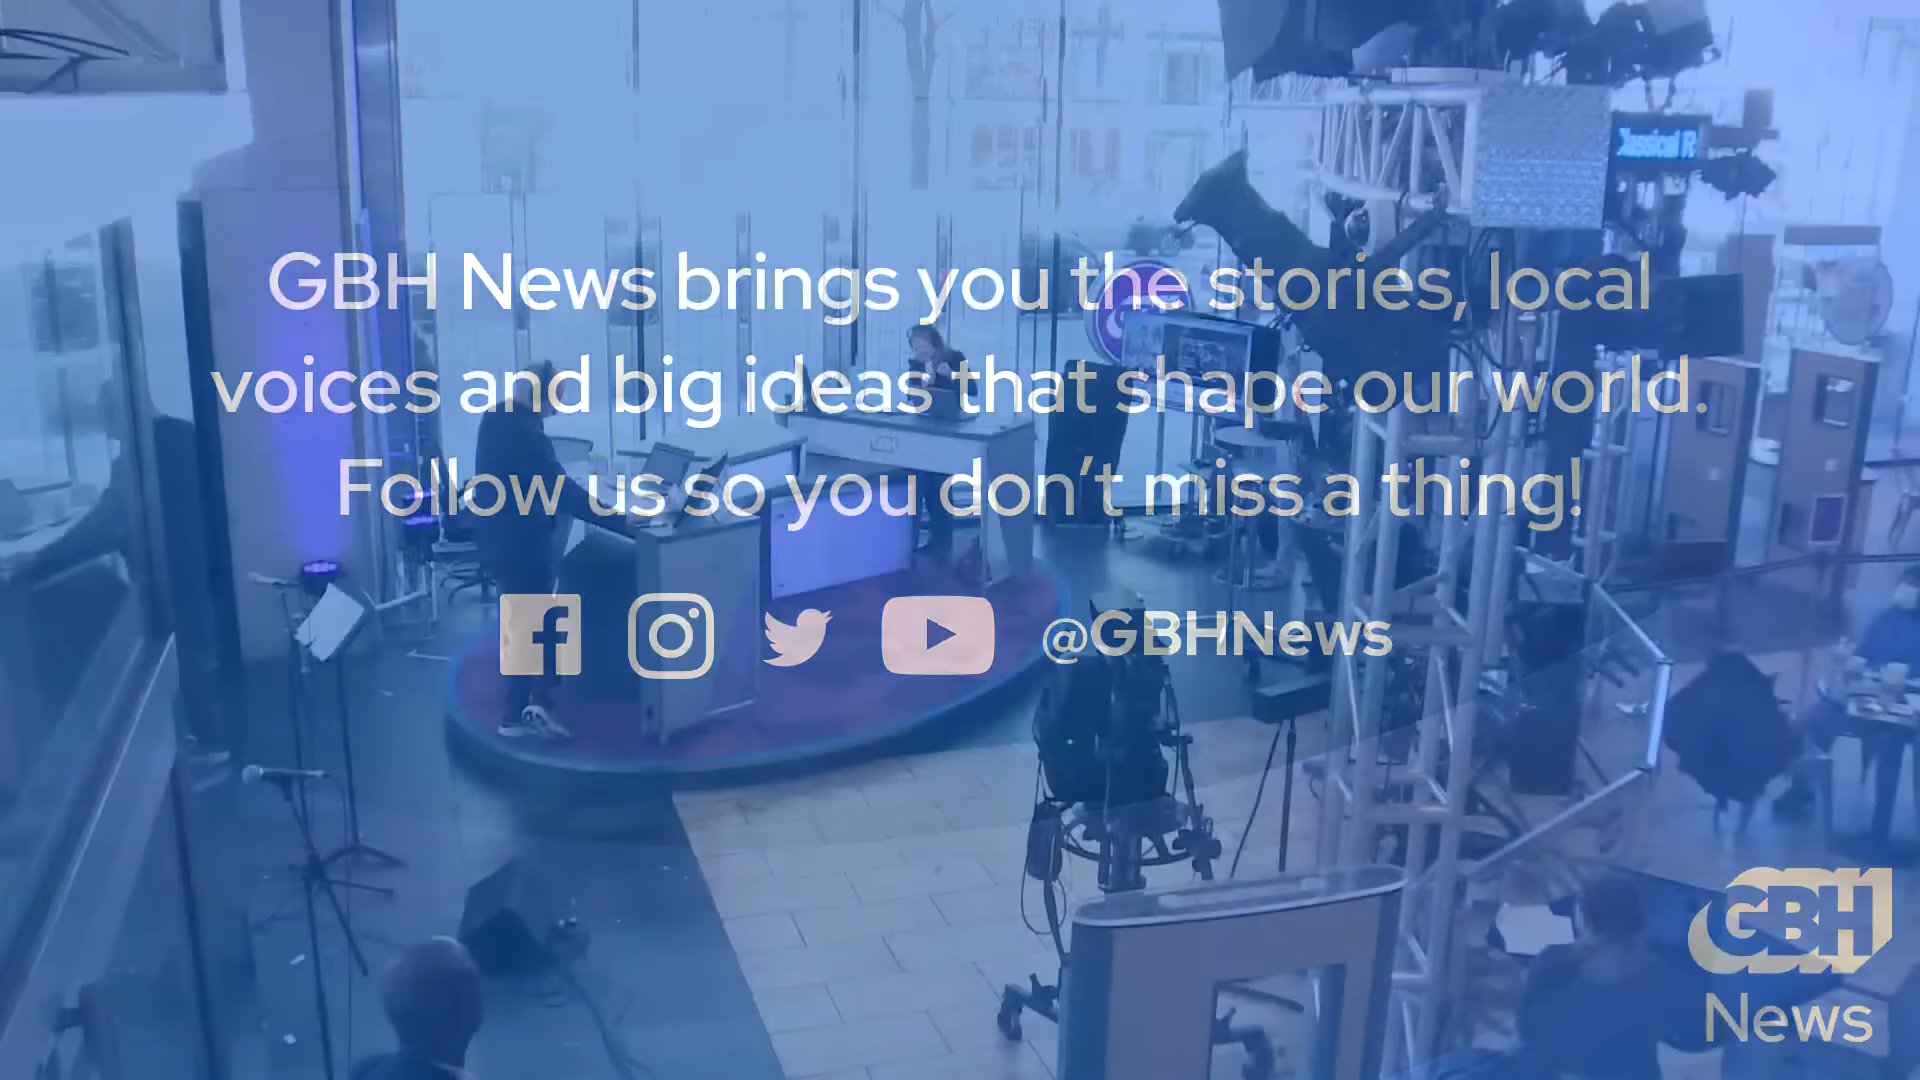 Classical R
GBH News brings you the stories, local
voices and big ideas that shape our world.
Follow us so you don’t miss a thing!
@GBHNews
GBH
News